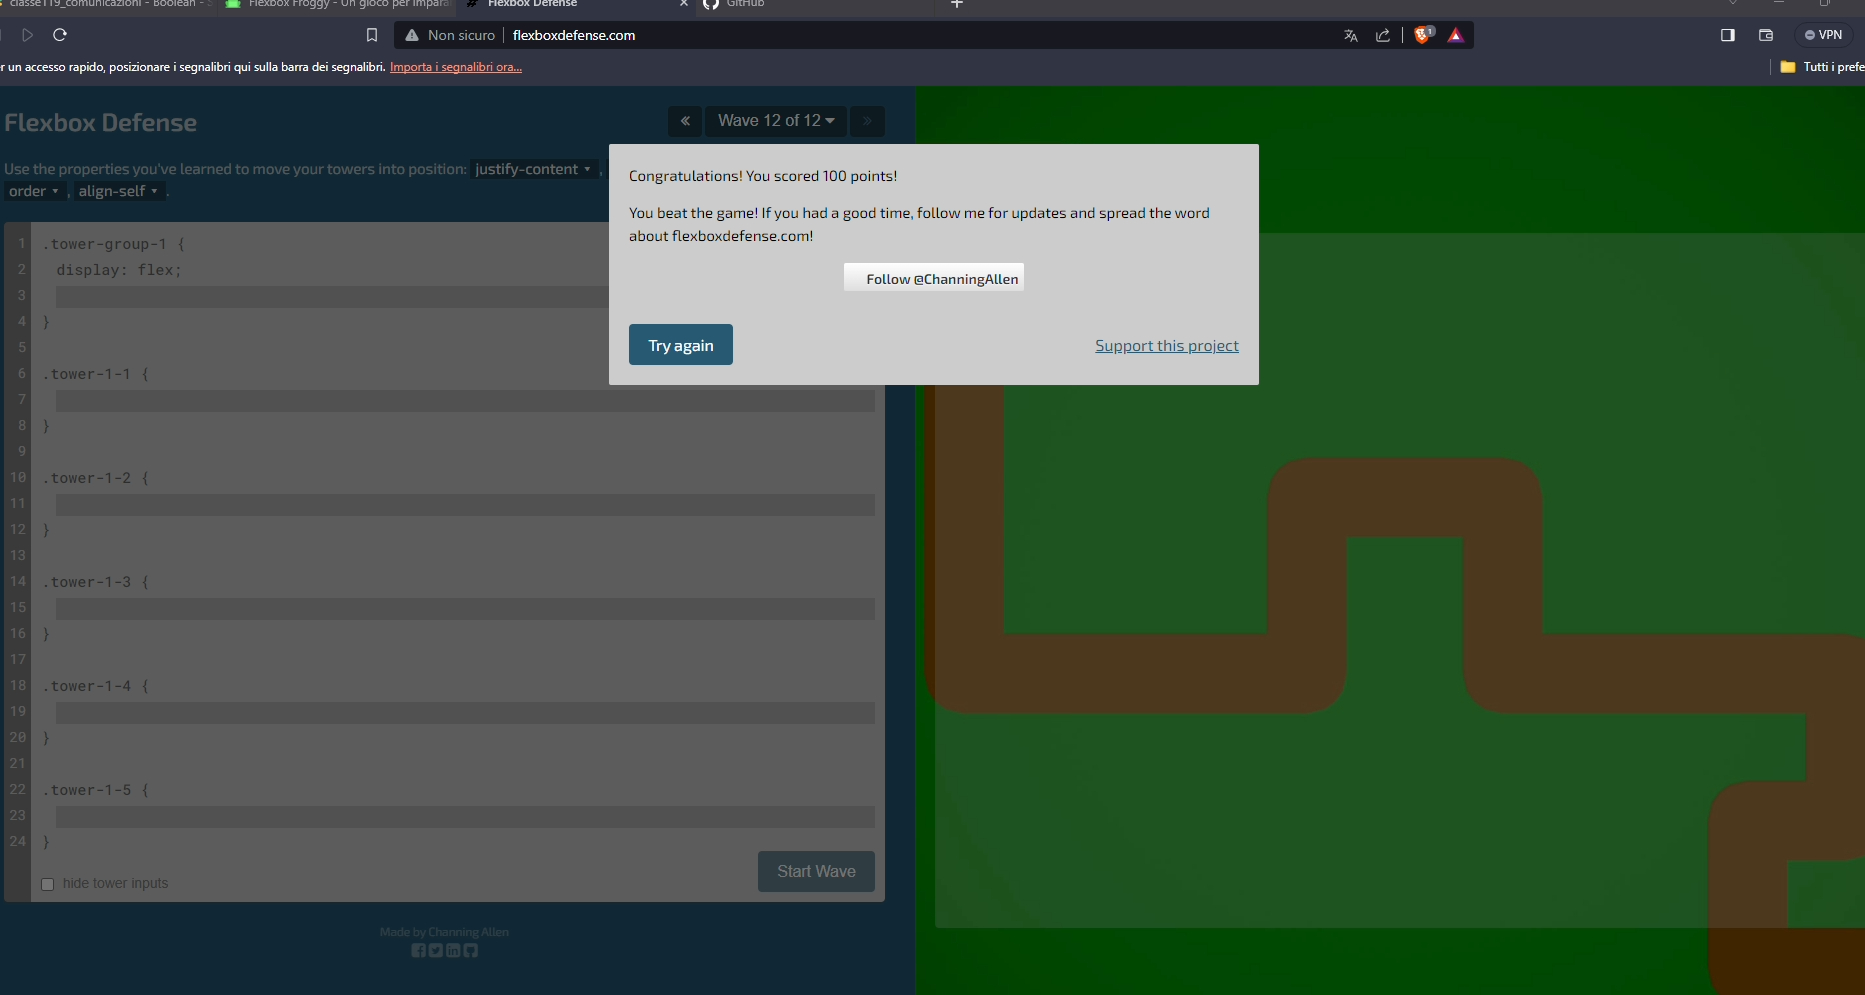 classe119_comunicazioni - Boolean -
Flexbox Froggy - Un gioco per impara
Flexbox Defense
GitHub
Non sicuro
flexboxdefense.com
1
VPN
r un accesso rapido, posizionare i segnalibri qui sulla barra dei segnalibri. Importa i segnalibri ora...
Tutti i prefe
Flexbox Defense
« Wave 12 of 12 »
Use the properties you've learned to move your towers into position: justify-content ,
order , align-self .
Congratulations! You scored 100 points!
You beat the game! If you had a good time, follow me for updates and spread the word
about flexboxdefense.com!
Follow @ChanningAllen
Try again
Support this project
1 .tower-group-1 {
2 display: flex;
3
4 }
5
6 .tower-1-1 {
7
8 }
9
10 .tower-1-2 {
11
12 }
13
14 .tower-1-3 {
15
16 }
17
18 .tower-1-4 {
19
20 }
21
22 .tower-1-5 {
23
24 }
hide tower inputs
Start Wave
Made by Channing Allen